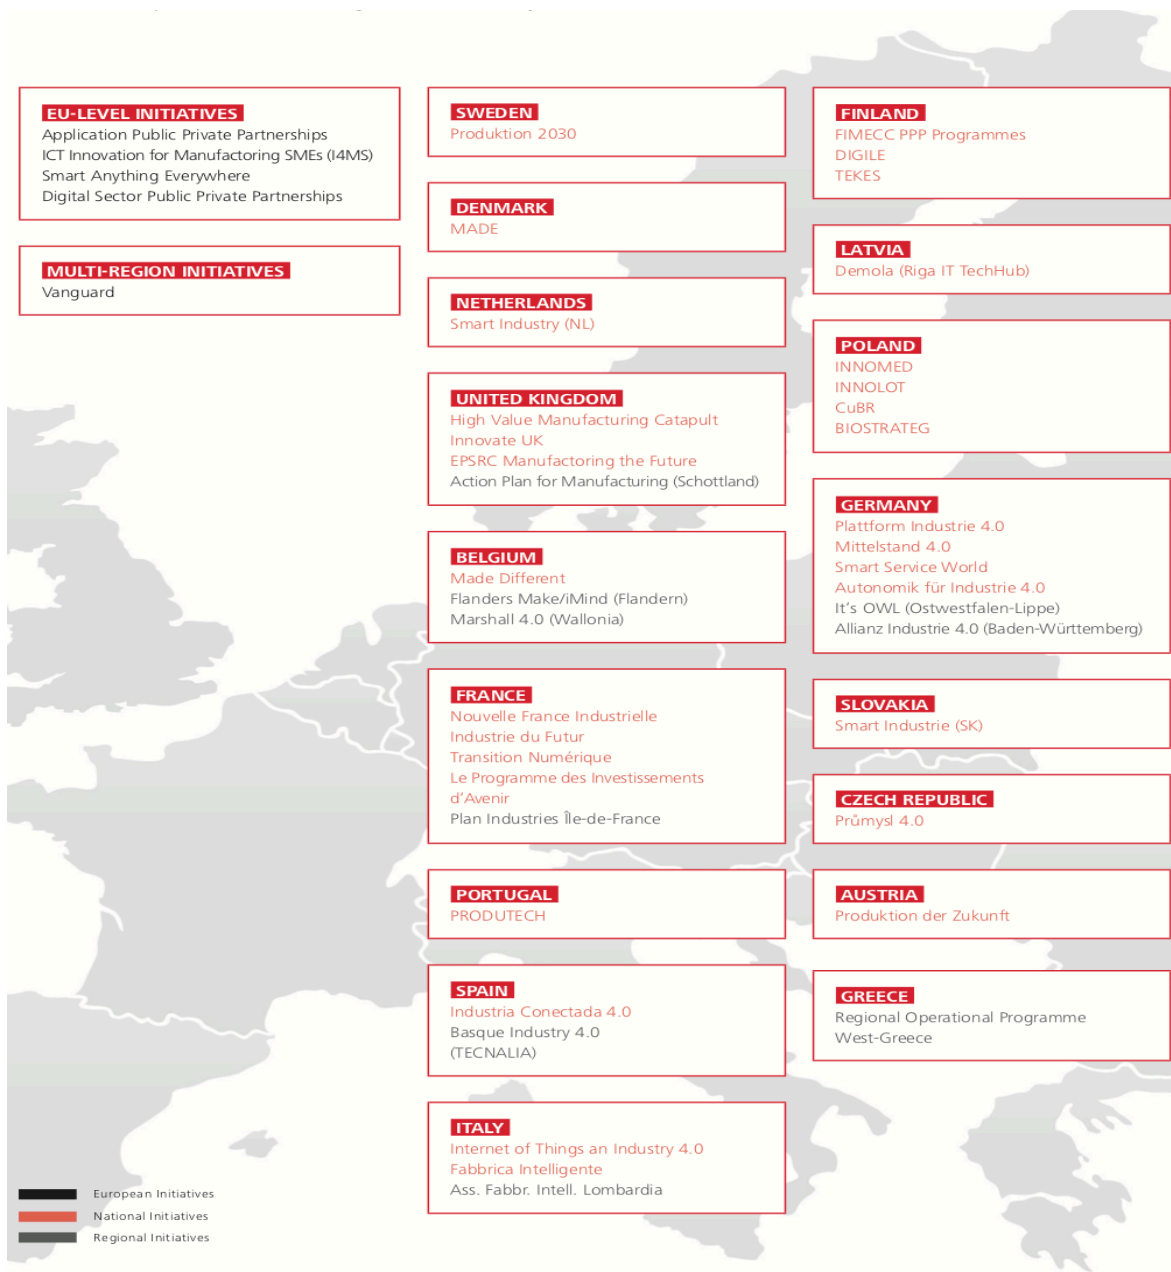 EU-LEVEL INITIATIVES
Application Public Private Partnerships
ICT Innovation for Manufactoring SMEs (I4MS)
Smart Anything Everywhere
Digital Sector Public Private Partnerships
MULTI-REGION INITIATIVES
Vanguard
SWEDEN
Produktion 2030
DENMARK
MADE
NETHERLANDS
Smart Industry (NL)
UNITED KINGDOM
High Value Manufacturing Catapult
Innovate UK
EPSRC Manufactoring the Future
Action Plan for Manufacturing (Schottland)
BELGIUM
Made Different
Flanders Make/iMind (Flandern)
Marshall 4.0 (Wallonia)
FRANCE
Nouvelle France Industrielle
Industrie du Futur
Transition Numérique
Le Programme des Investissements
d’Avenir
Plan Industries Île-de-France
PORTUGAL
PRODUTECH
SPAIN
Industria Conectada 4.0
Basque Industry 4.0
(TECNALIA)
ITALY
Internet of Things an Industry 4.0
Fabbrica Intelligente
Ass. Fabbr. Intell. Lombardia
FINLAND
FIMECC PPP Programmes
DIGILE
TEKES
LATVIA
Demola (Riga IT TechHub)
POLAND
INNOMED
INNOLOT
CuBR
BIOSTRATEG
GERMANY
Plattform Industrie 4.0
Mittelstand 4.0
Smart Service World
Autonomik für Industrie 4.0
It’s OWL (Ostwestfalen-Lippe)
Allianz Industrie 4.0 (Baden-Württemberg)
SLOVAKIA
Smart Industrie (SK)
CZECH REPUBLIC
Průmysl 4.0
AUSTRIA
Produktion der Zukunft
GREECE
Regional Operational Programme
West-Greece
European Initiatives
National Initiatives
Regional Initiatives